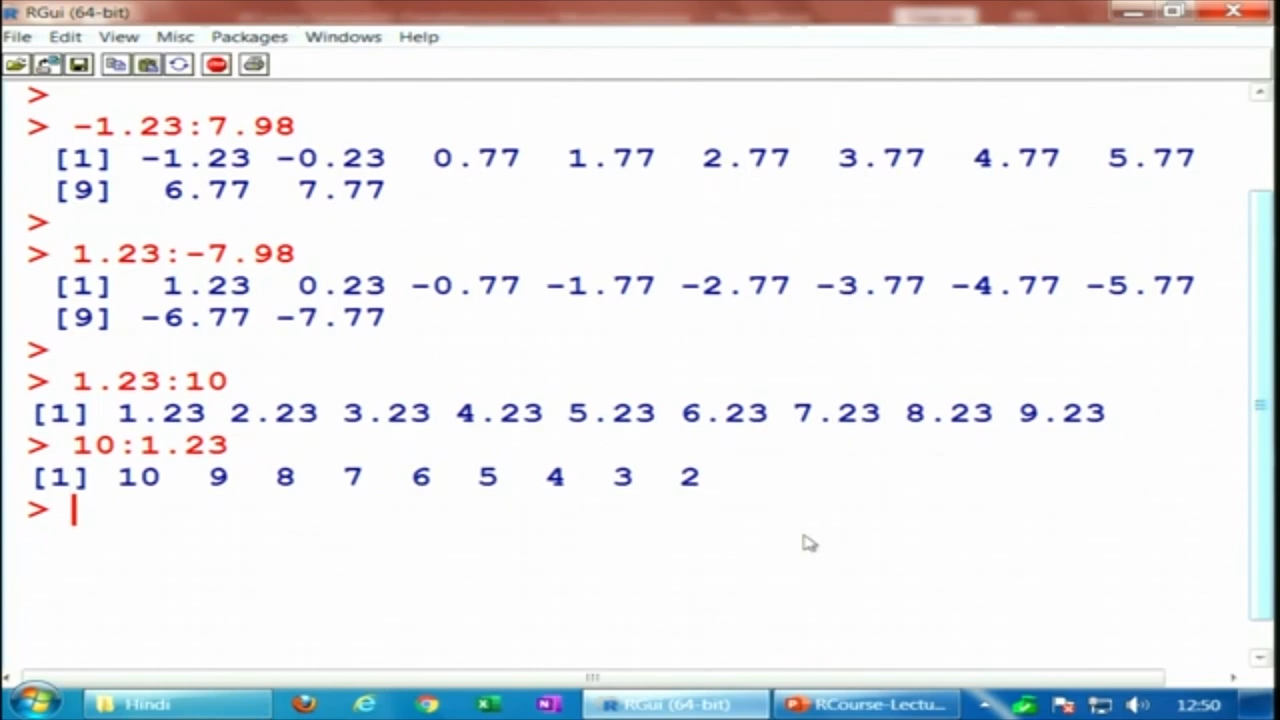 RGui (64-bit)
File Edit View Misc Packages Windows Help
>
> -1.23:7.98
[1] -1.23 -0.23 0.77 1.77 2.77 3.77 4.77 5.77
[9] 6.77 7.77
>
> 1.23:-7.98
[1] 1.23 0.23 -0.77 -1.77 -2.77 -3.77 -4.77 -5.77
[9] -6.77 -7.77
>
> 1.23:10
[1] 1.23 2.23 3.23 4.23 5.23 6.23 7.23 8.23 9.23
> 10:1.23
[1] 10 9 8 7 6 5 4 3 2
>
Hindi RGui (64-bit) RCourse-Lectu... 12:50